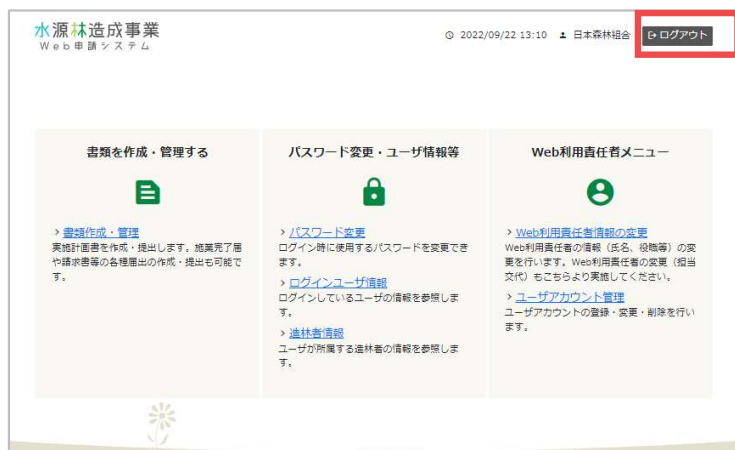 水源林造成事業
Web申請システム
2022/09/22 13:10 日本森林組合 ログアウト
書類を作成・管理する
> 書類作成・管理
実施計画書を作成・提出します。施業完了届
や請求書等の各種届出の作成・提出も可能で
す。
パスワード変更・ユーザ情報等
> パスワード変更
ログイン時に使用するパスワードを変更でき
ます。
> ログインユーザ情報
ログインしているユーザの情報を参照しま
す。
> 造林者情報
ユーザが所属する造林者の情報を参照しま
す。
Web利用責任者メニュー
> Web利用責任者情報の変更
Web利用責任者の情報（氏名、役職等）の変
更を行います。Web利用責任者の変更（担当
交代）もこちらより実施してください。
> ユーザアカウント管理
ユーザアカウントの登録・変更・削除を行い
ます。